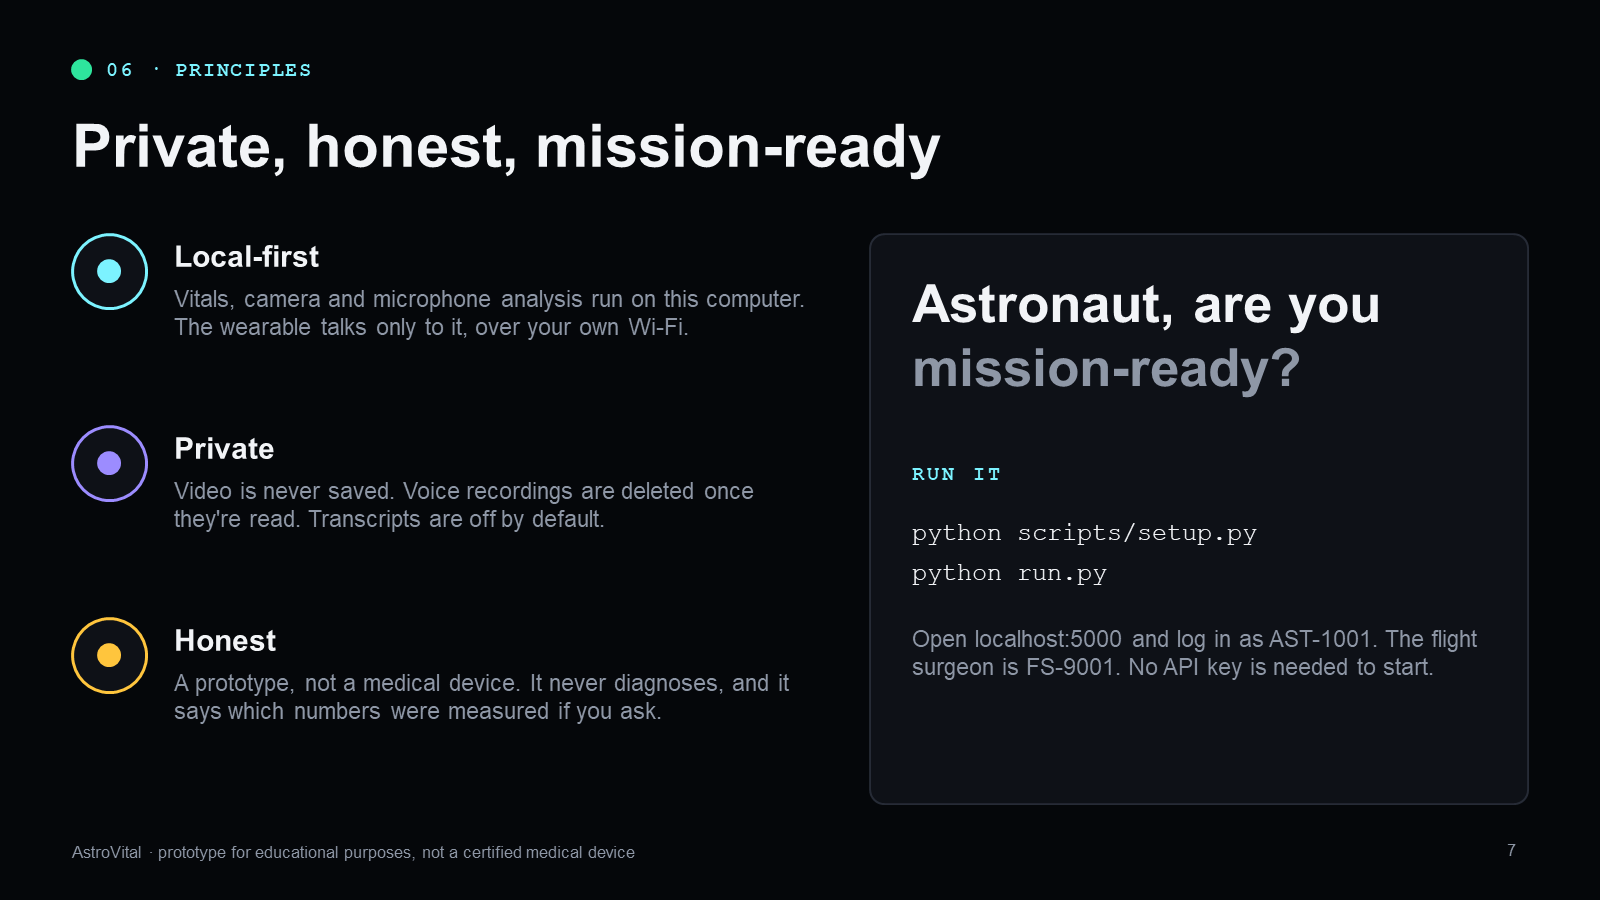 06 · PRINCIPLES
Private, honest, mission-ready
Local-first
Vitals, camera and microphone analysis run on this computer.
The wearable talks only to it, over your own Wi-Fi.
Private
Video is never saved. Voice recordings are deleted once
they're read. Transcripts are off by default.
Honest
A prototype, not a medical device. It never diagnoses, and it
says which numbers were measured if you ask.
Astronaut, are you
mission-ready?
RUN IT
python scripts/setup.py
python run.py
Open localhost:5000 and log in as AST-1001. The flight
surgeon is FS-9001. No API key is needed to start.
AstroVital · prototype for educational purposes, not a certified medical device
7